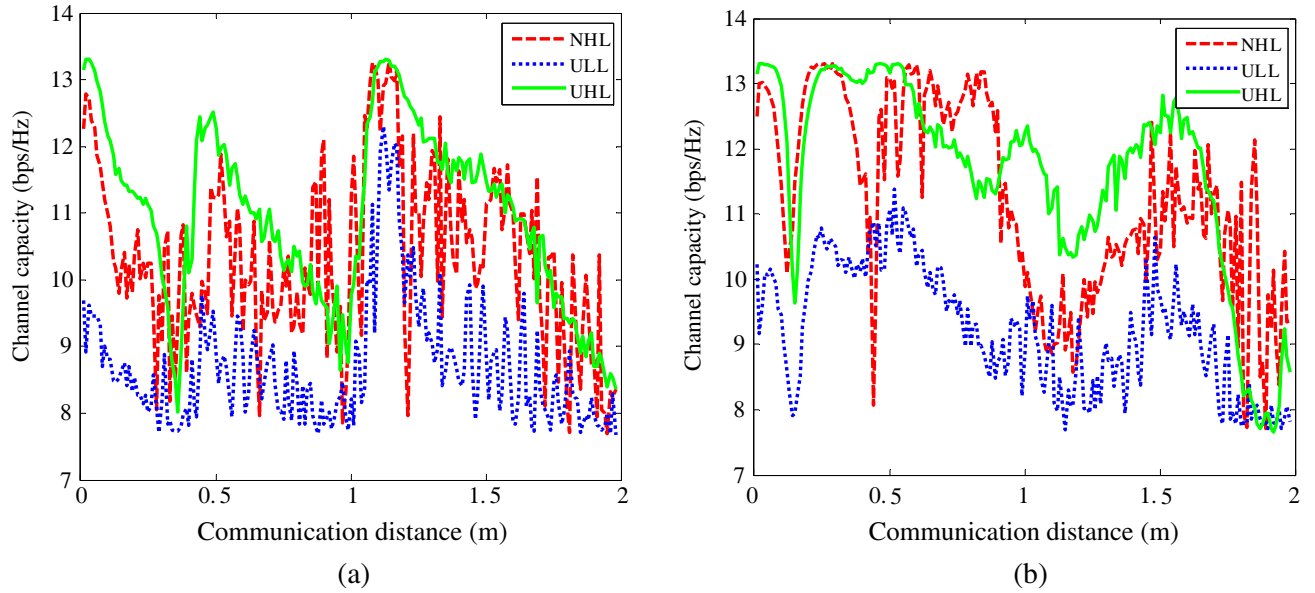 14
13
12
11
10
9
8
7
0
0.5
1
1.5
2
Channel capacity (bps/Hz)
Communication distance (m)
NHL
ULL
UHL
(a)
14
13
12
11
10
9
8
7
0
0.5
1
1.5
2
Channel capacity (bps/Hz)
Communication distance (m)
NHL
ULL
UHL
(b)